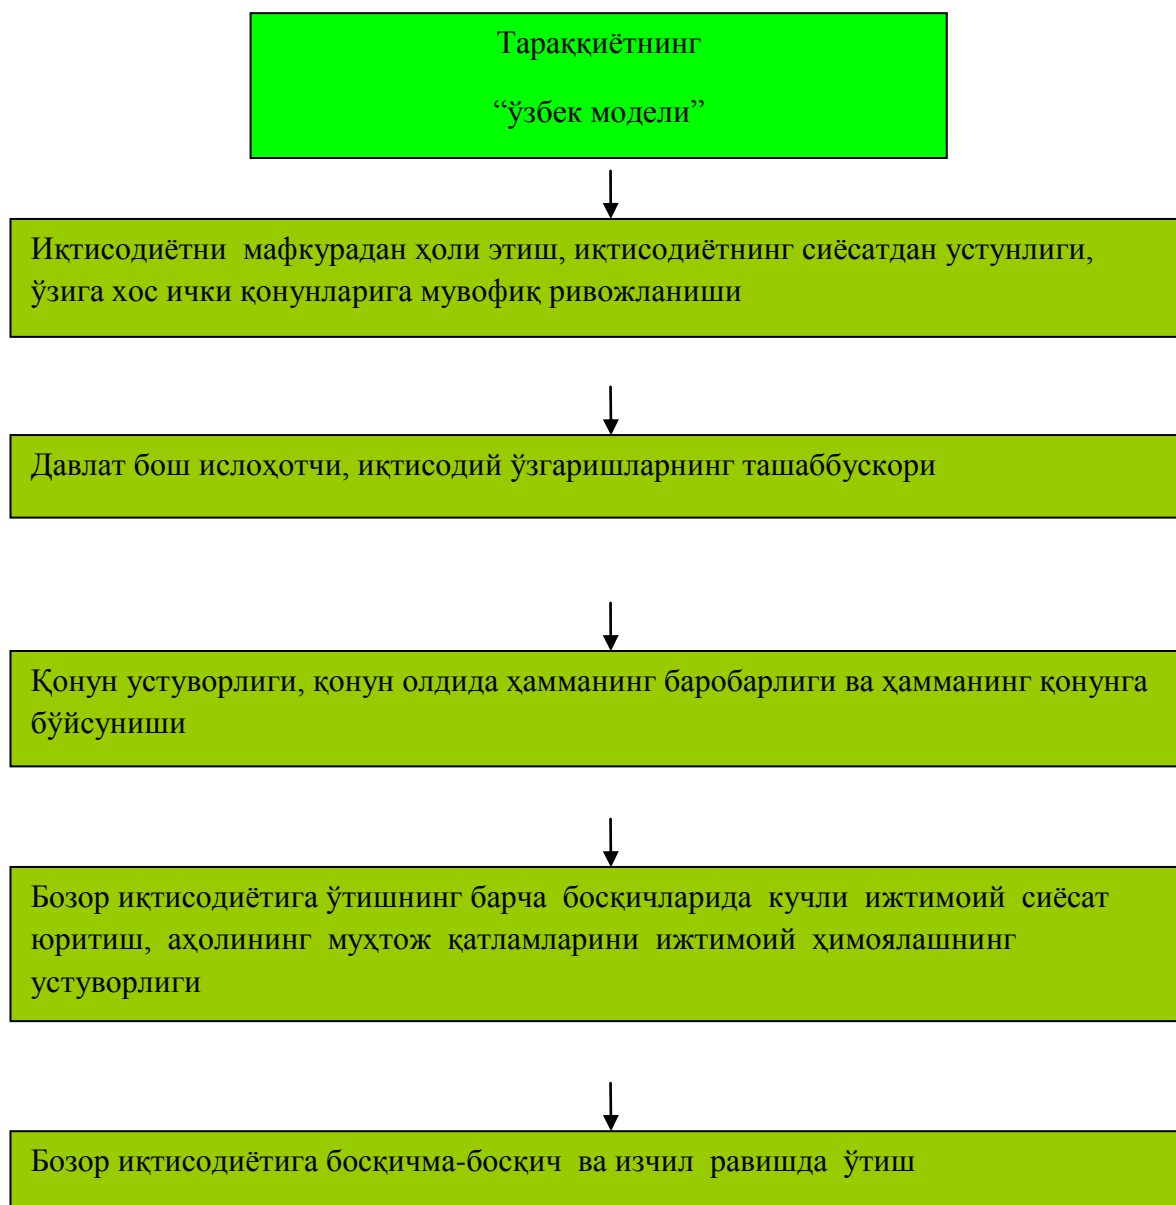 Тараққиётнинг
“ўзбек модели”
Иқтисодиётни мафкурадан ҳоли этиш, иқтисодиётнинг сиёсатдан устунлиги,
ўзига хос ички қонунларига мувофиқ ривожланиши
Давлат бош ислоҳотчи, иқтисодий ўзгаришларнинг ташаббускори
Қонун устуворлиги, қонун олдида ҳамманинг баробарлиги ва ҳамманинг қонунга
бўйсуниши
Бозор иқтисодиётига ўтишнинг барча босқичларида кучли ижтимоий сиёсат
юритиш, аҳолининг муҳтож қатламларини ижтимоий ҳимоялашнинг
устуворлиги
Бозор иқтисодиётига босқичма-босқич ва изчил равишда ўтиш